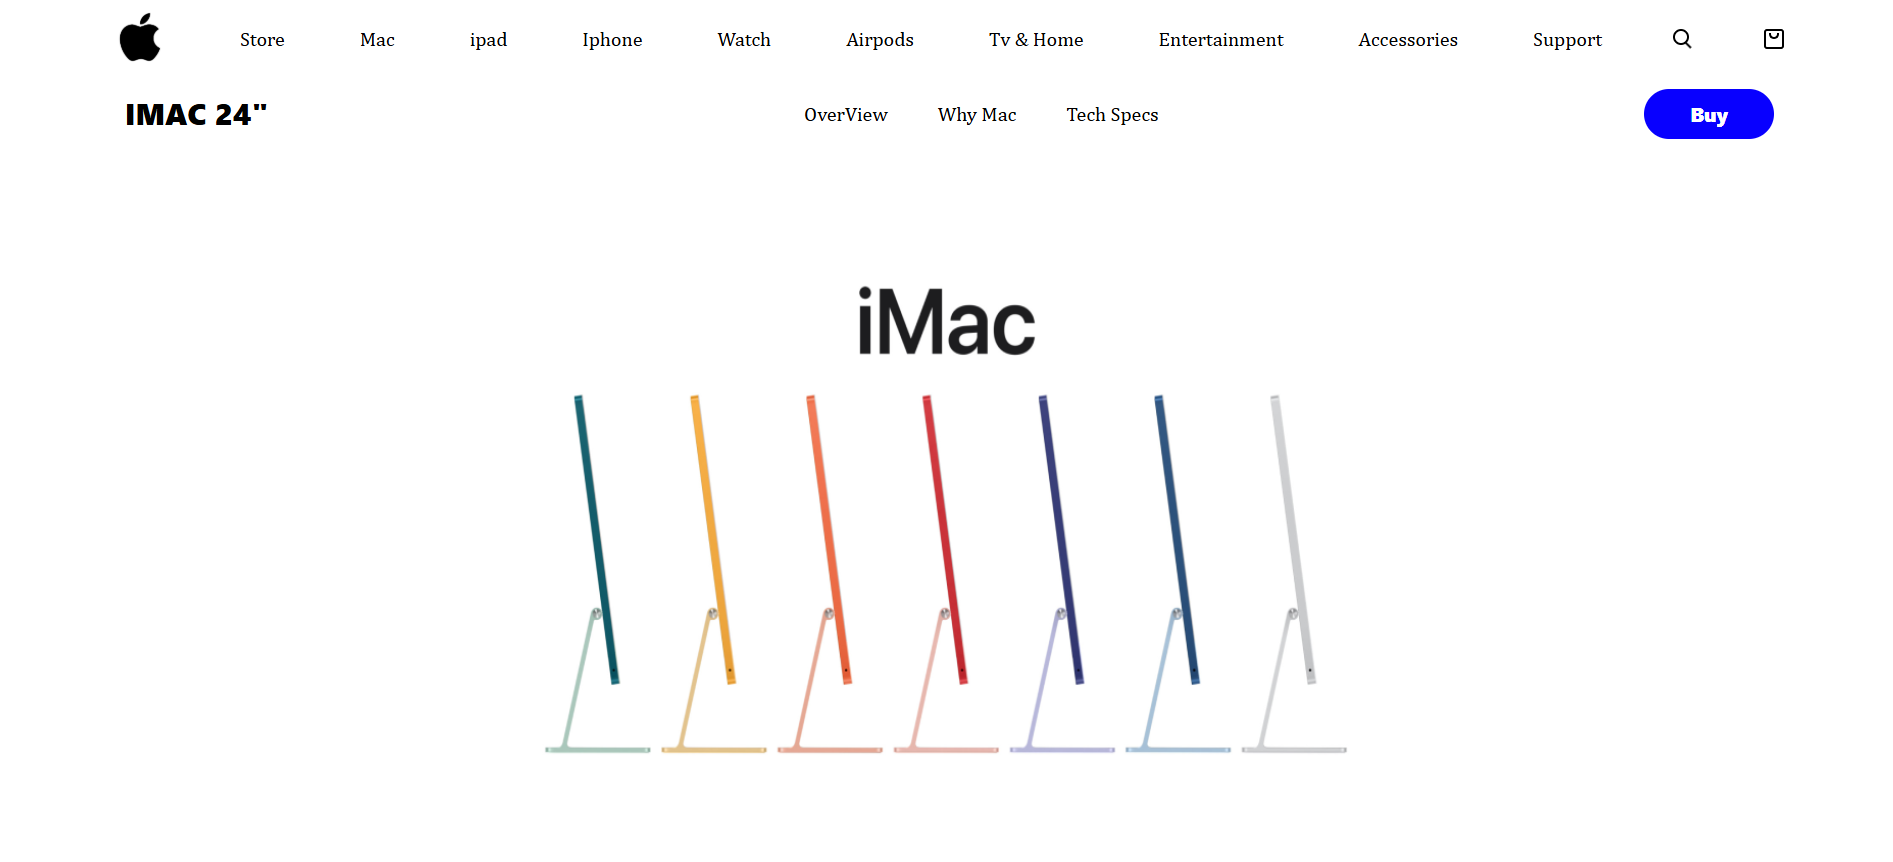 Store Mac ipad Iphone Watch Airpods Tv & Home Entertainment Accessories Support
IMAC 24" OverView Why Mac Tech Specs Buy
iMac